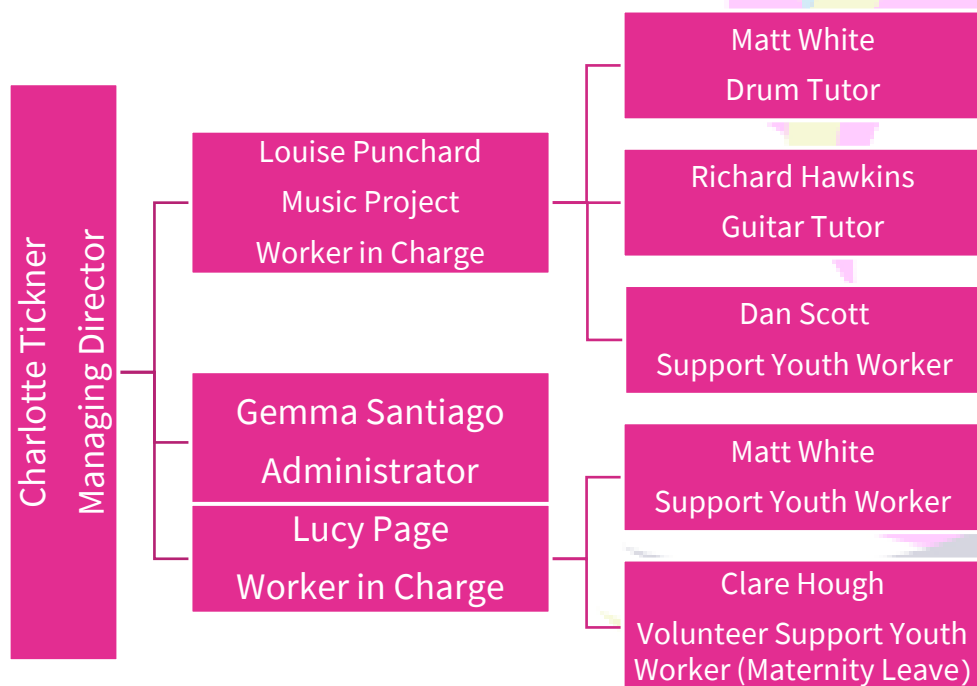 Charlotte Tickner
Managing Director
Louise Punchard
Music Project
Worker in Charge
Gemma Santiago
Administrator
Lucy Page
Worker in Charge
Matt White
Drum Tutor
Richard Hawkins
Guitar Tutor
Dan Scott
Support Youth Worker
Matt White
Support Youth Worker
Clare Hough
Volunteer Support Youth
Worker (Maternity Leave)